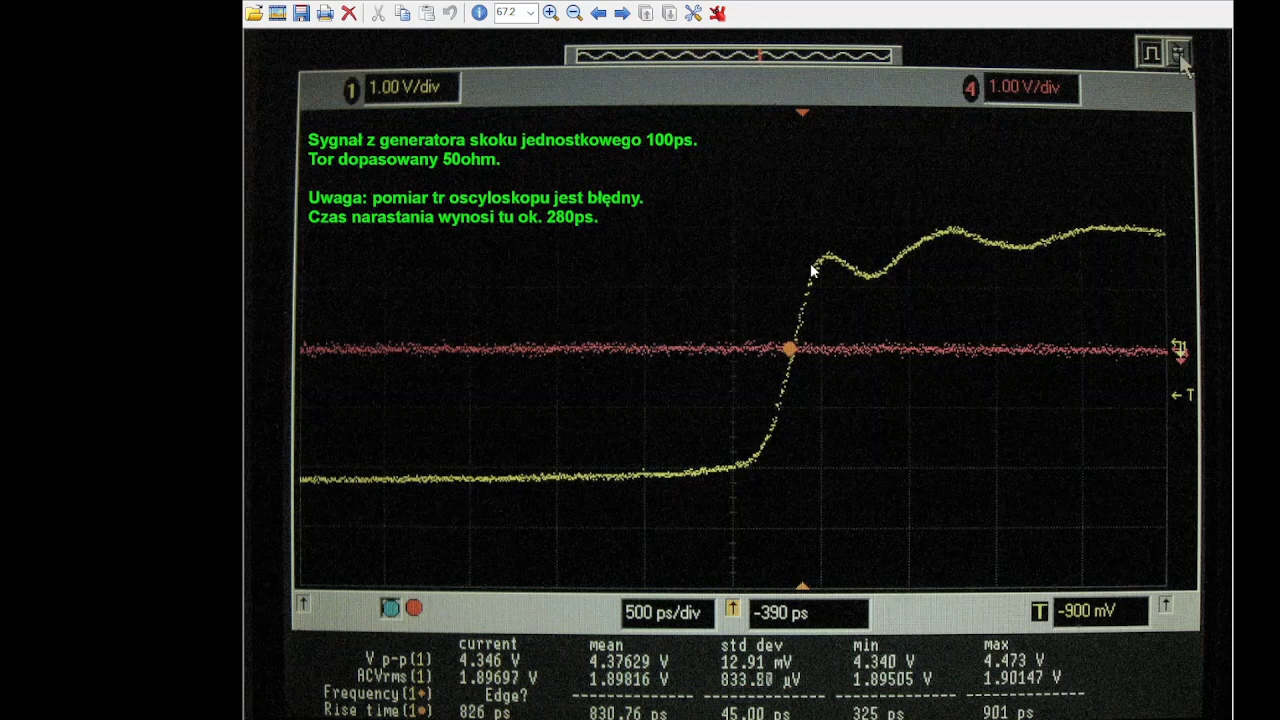 67.2
1 1.00 V/div 4 1.00 V/div
Sygnał z generatora skoku jednostkowego 100ps.
Tor dopasowany 50ohm.
Uwaga: pomiar tr oscyloskopu jest błędny.
Czas narastania wynosi tu ok. 280ps.
T
500 ps/div -390 ps T -900 mV
current mean std dev min max
V p-p(1) 4.346 V 4.37629 V 12.91 mV 4.340 V 4.473 V
ACVrms(1) 1.89697 V 1.89816 V 833.80 µV 1.89505 V 1.90147 V
Frequency(1) Edge? -------------- -------------- -------------- --------------
Rise time(1) 826 ps 830.76 ps 45.00 ps 325 ps 901 ps